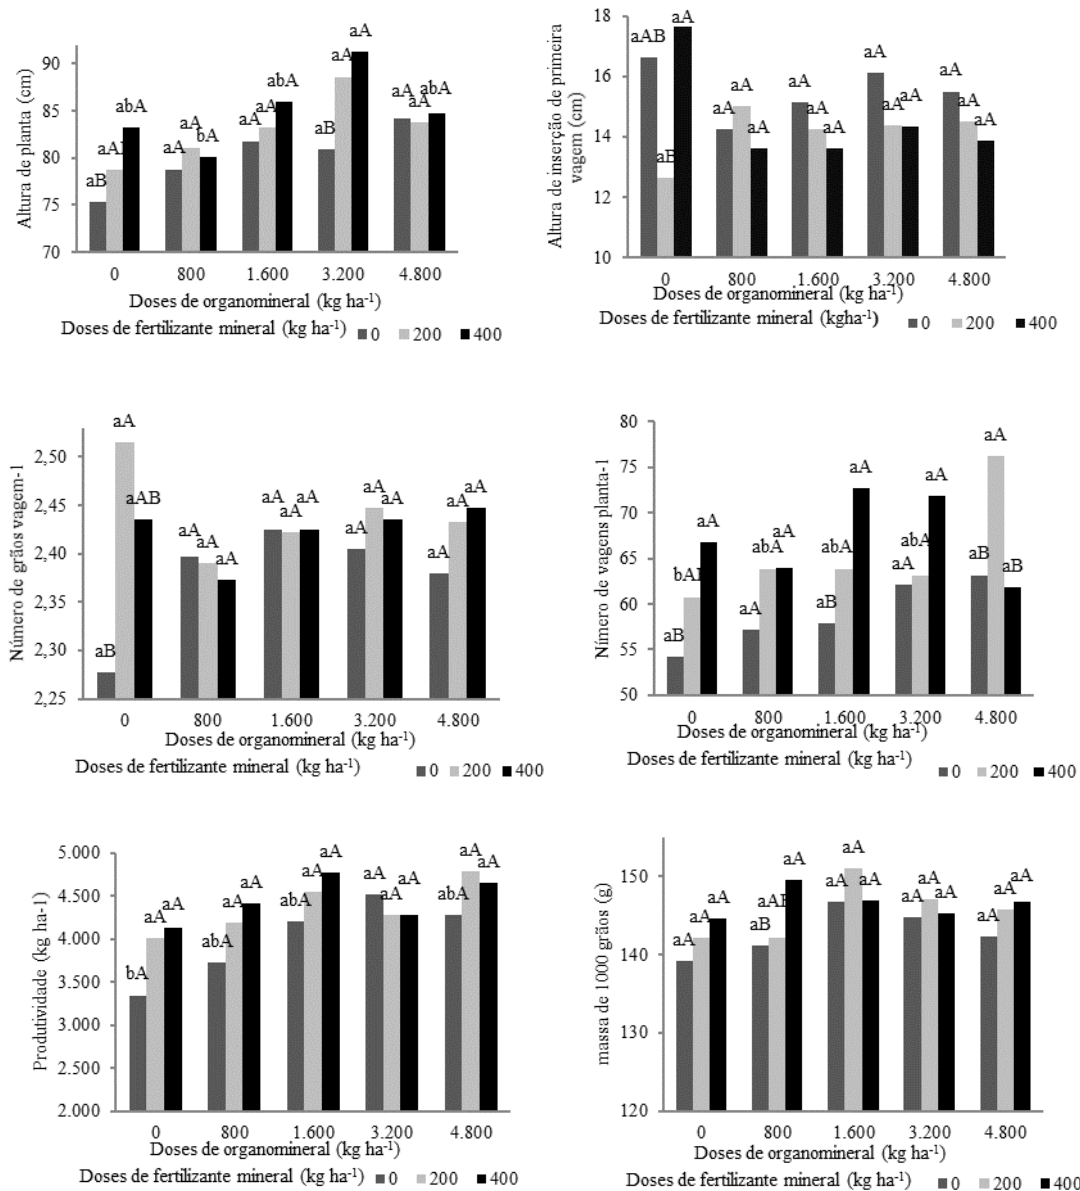 Altura de planta (cm)
90
85
80
75
70
aB
abA
aA
aA
bA
aA
aA
abA
aB
aA
aA
aA
aA
abA
0 800 1.600 3.200 4.800
Doses de organomineral (kg ha-1)
Doses de fertilizante mineral (kg ha-1) 0 200 400
Altura de inserção de primeira
vagem (cm)
18
16
14
12
10
aAB
aB
aA
aA
aA
aA
aA
aA
aA
aA
aA
aA
aA
aA
aA
0 800 1.600 3.200 4.800
Doses de organomineral (kg ha-1)
Doses de fertilizante mineral (kgha-1) 0 200 400
Número de grãos vagem-1
2,50
2,45
2,40
2,35
2,30
2,25
aB
aA
aAB
aA
aA
aA
aA
aA
aA
aA
aA
aA
aA
aA
aA
0 800 1.600 3.200 4.800
Doses de organomineral (kg ha-1)
Doses de fertilizante mineral (kg ha-1) 0 200 400
Nímero de vagens planta-1
80
75
70
65
60
55
50
aB
aA
aA
abA
aA
aB
abA
aA
aA
abA
aA
aB
aA
aB
0 800 1.600 3.200 4.800
Doses de organomineral (kg ha-1)
Doses de fertilizante mineral (kg ha-1) 0 200 400
Produtividade (kg ha-1)
5.000
4.500
4.000
3.500
3.000
2.500
2.000
bA
aA
aA
abA
aA
aA
abA
aA
aA
aA
aA
aA
abA
aA
aA
0 800 1.600 3.200 4.800
Doses de organomineral (kg ha-1)
Doses de fertilizante mineral (kg ha-1) 0 200 400
massa de 1000 grãos (g)
150
140
130
120
aA
aA
aA
aB
aA
aA
aA
aA
aA
aA
aA
aA
aA
aA
0 800 1.600 3.200 4.800
Doses de organomineral (kg ha-1)
Doses de fertilizante mineral (kg ha-1) 0 200 400